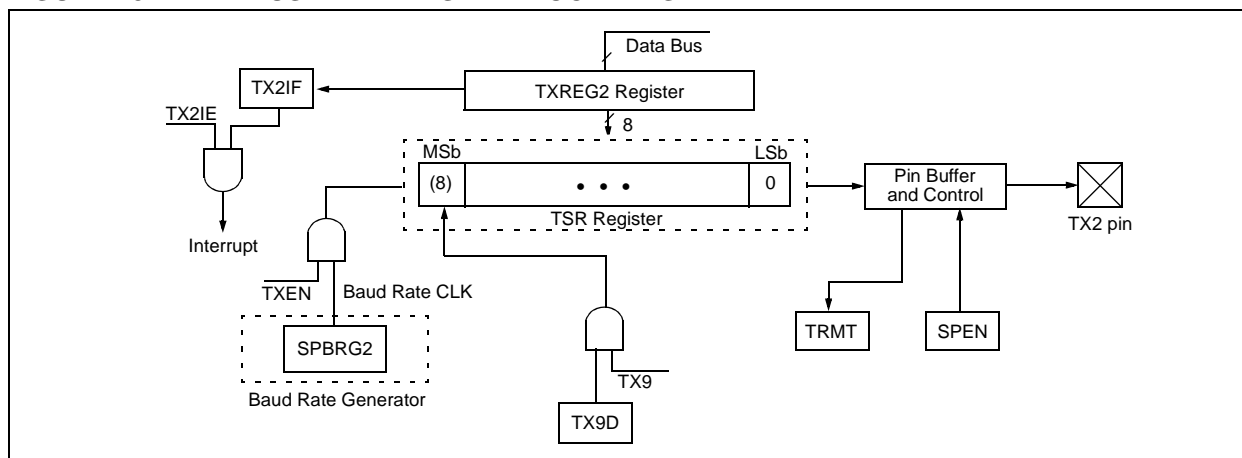 Data Bus
TX2IF
TXREG2 Register
TX2IE
8
MSb
LSb
(8)
• • •
0
Pin Buffer
and Control
TSR Register
TX2 pin
Interrupt
TXEN
Baud Rate CLK
TRMT
SPEN
SPBRG2
TX9
Baud Rate Generator
TX9D